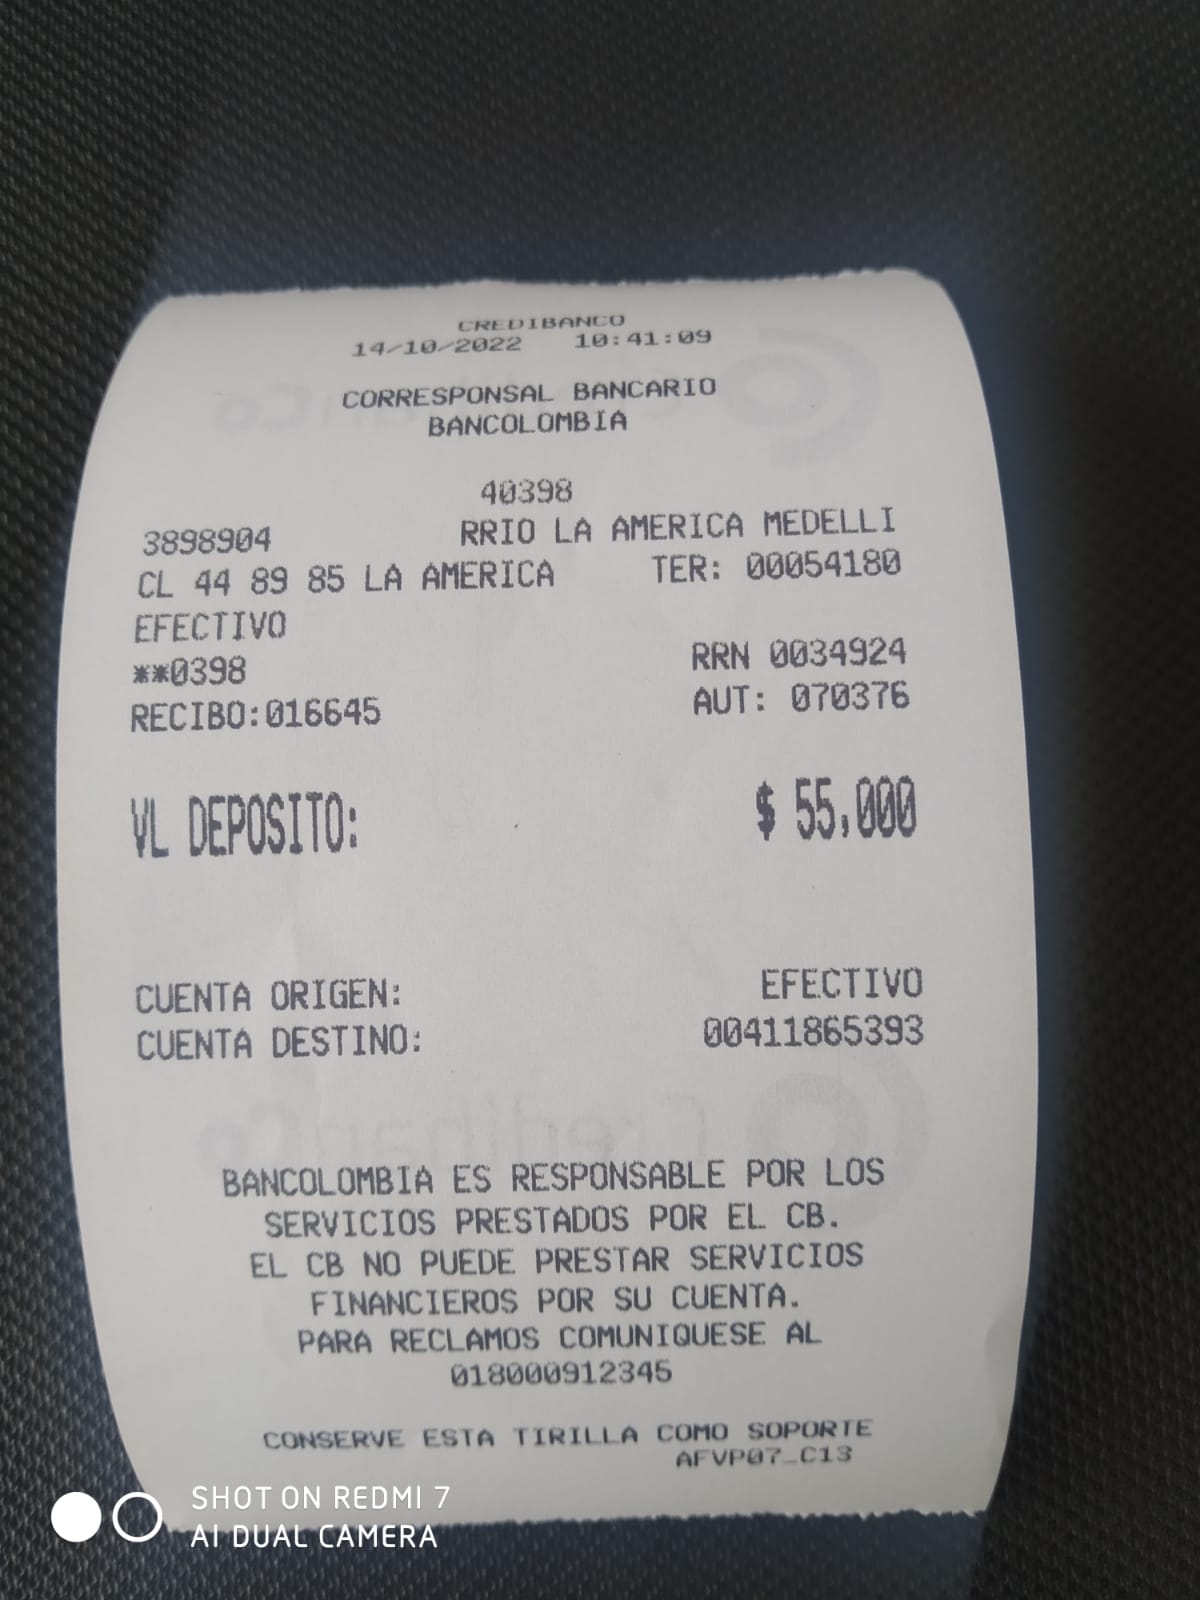 CREDIBANCO
14/10/2022 10:41:09
CORRESPONSAL BANCARIO
BANCOLOMBIA
40398
3898904 RRIO LA AMERICA MEDELLI
CL 44 89 85 LA AMERICA TER: 00054180
EFECTIVO
**0398 RRN 0034924
RECIBO:016645 AUT: 070376
VL DEPOSITO: $ 55,000
CUENTA ORIGEN: EFECTIVO
CUENTA DESTINO: 00411865393
CredibanCo
BANCOLOMBIA ES RESPONSABLE POR LOS
SERVICIOS PRESTADOS POR EL CB.
EL CB NO PUEDE PRESTAR SERVICIOS
FINANCIEROS POR SU CUENTA.
PARA RECLAMOS COMUNIQUESE AL
018000912345
CONSERVE ESTA TIRILLA COMO SOPORTE
AFVP07_C13
SHOT ON REDMI 7
AI DUAL CAMERA